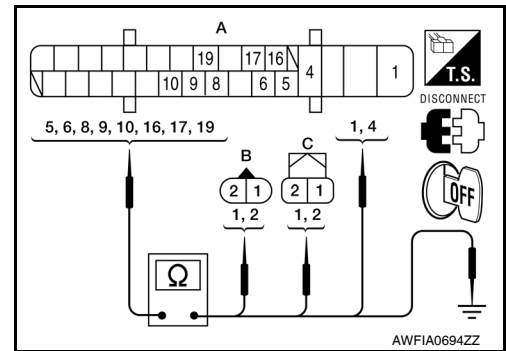 A
19 17 16 4 1
10 9 8 6 5
T.S.
DISCONNECT
5, 6, 8, 9, 10, 16, 17, 19
1, 4
B
C
2 1
2 1
1, 2
1, 2
OFF
Ω
AWFIA0694ZZ